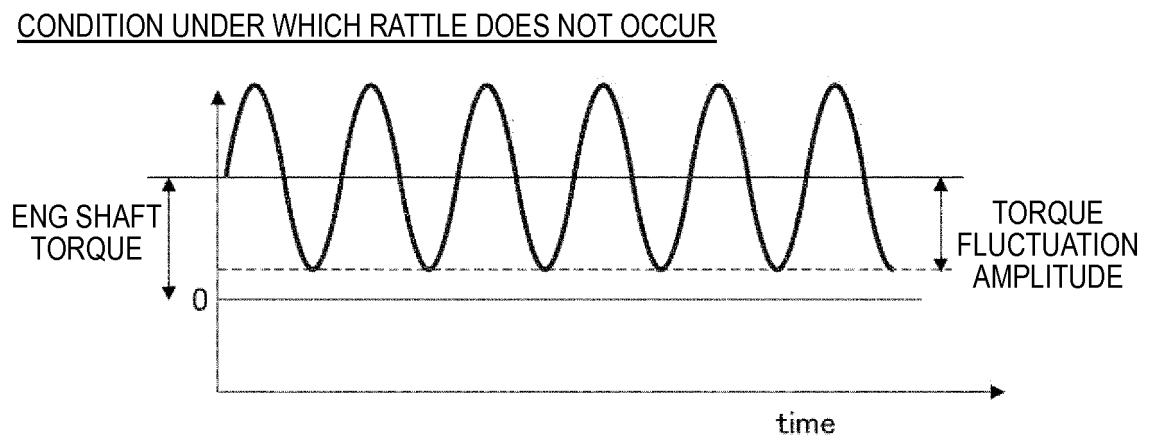 CONDITION UNDER WHICH RATTLE DOES NOT OCCUR
ENG SHAFT
TORQUE
TORQUE
FLUCTUATION
AMPLITUDE
0
time